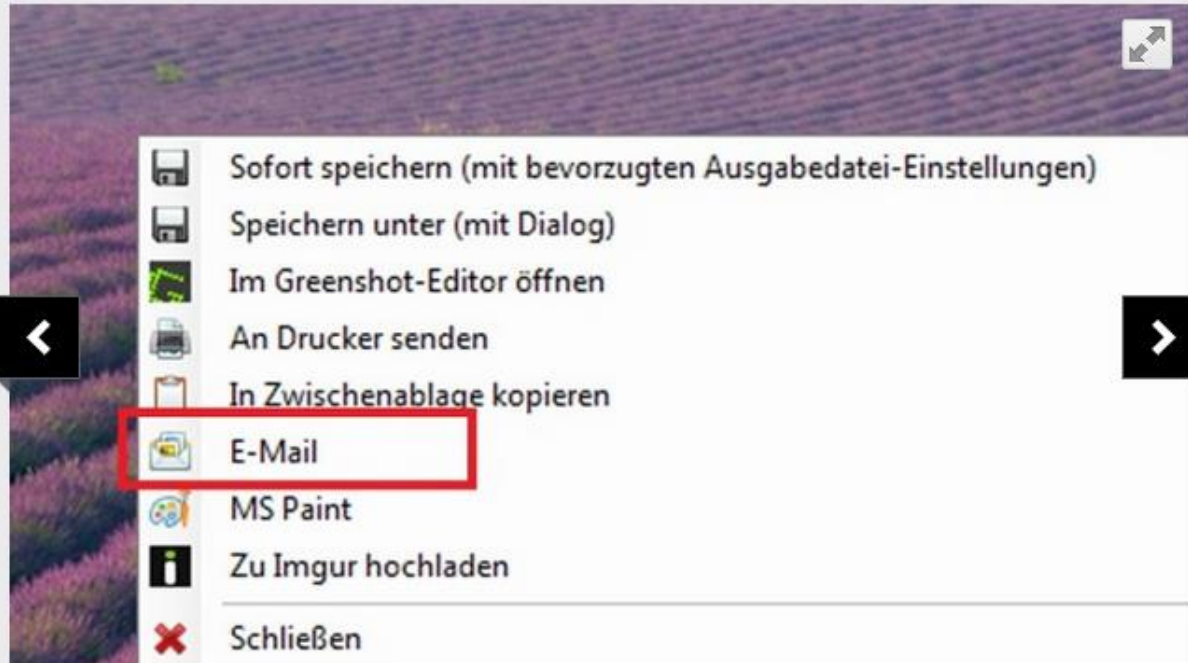 Sofort speichern (mit bevorzugten Ausgabedatei-Einstellungen)
Speichern unter (mit Dialog)
Im Greenshot-Editor öffnen
An Drucker senden
In Zwischenablage kopieren
E-Mail
MS Paint
Zu Imgur hochladen
Schließen